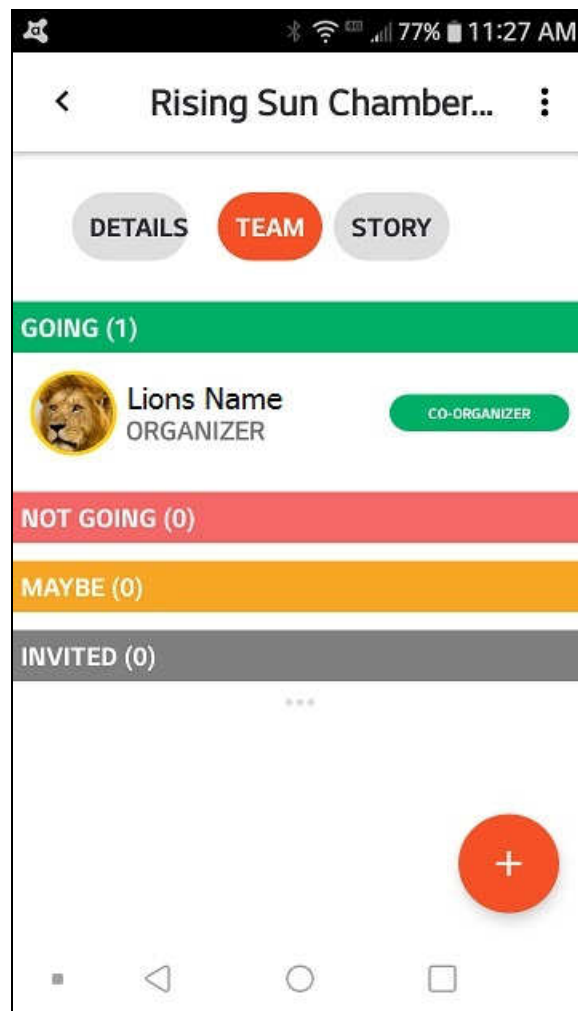 77% 11:27 AM
Rising Sun Chamber...
DETAILS TEAM STORY
GOING (1)
Lions Name
ORGANIZER
CO-ORGANIZER
NOT GOING (0)
MAYBE (0)
INVITED (0)
+